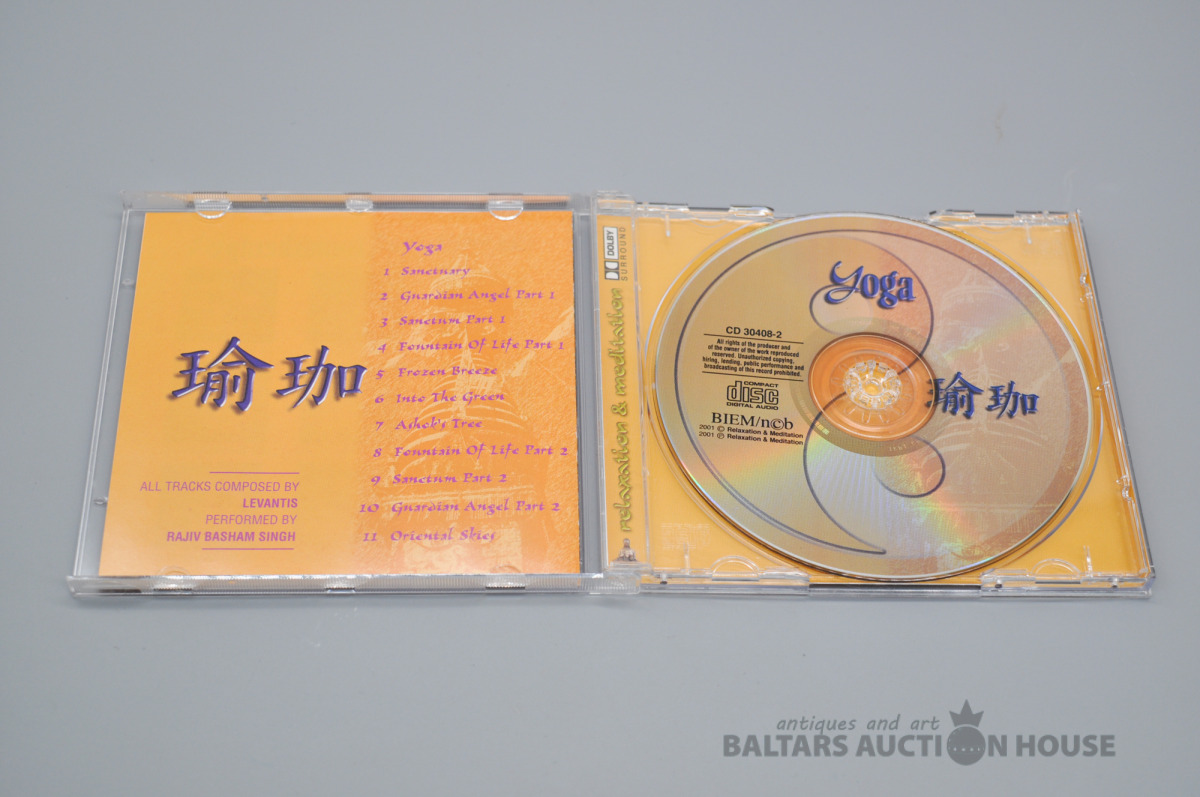 Yoga
1 Sanctuary
2 Guardian Angel Part 1
3 Sanctum Part 1
4 Fountain Of Life Part 1
5 Frozen Breeze
6 Into The Green
7 Ashob's Tree
8 Fountain Of Life Part 2
9 Sanctum Part 2
10 Guardian Angel Part 2
11 Oriental Skies
瑜珈
ALL TRACKS COMPOSED BY
LEVANTIS
PERFORMED BY
RAJIV BASHAM SINGH
DOLBY
SURROUND
relaxation & meditation
Yoga
CD 30408-2
All rights of the producer and
of the owner of the work reproduced
reserved. Unauthorized copying,
hiring, lending, public performance and
broadcasting of this record prohibited.
COMPACT
disc
DIGITAL AUDIO
BIEM/n©b
2001 © Relaxation & Meditation
2001 ℗ Relaxation & Meditation
瑜珈
antiques and art
BALTARS AUCTION HOUSE